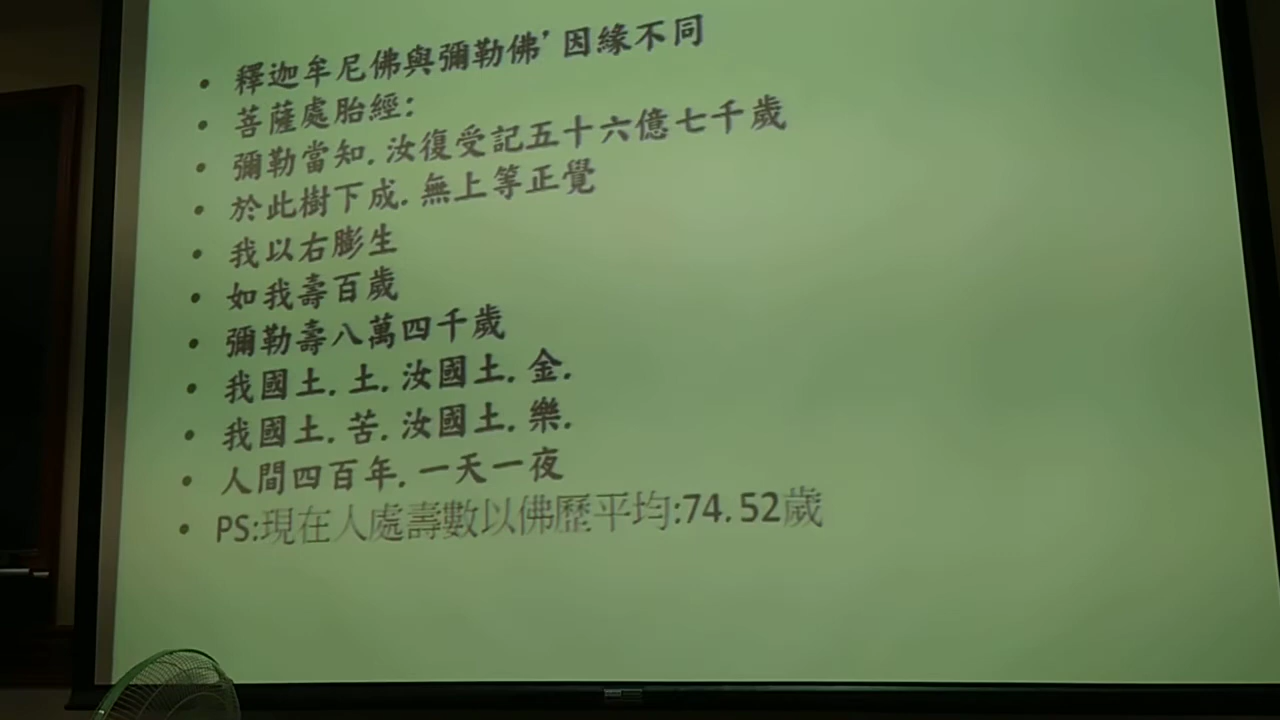 • 釋迦牟尼佛與彌勒佛’因緣不同
• 菩薩處胎經:
• 彌勒當知.汝復受記五十六億七千歲
• 於此樹下成.無上等正覺
• 我以右膨生
• 如我壽百歲
• 彌勒壽八萬四千歲
• 我國土.土.汝國土.金.
• 我國土.苦.汝國土.樂.
• 人間四百年.一天一夜
• PS:現在人處壽數以佛歷平均:74.52歲